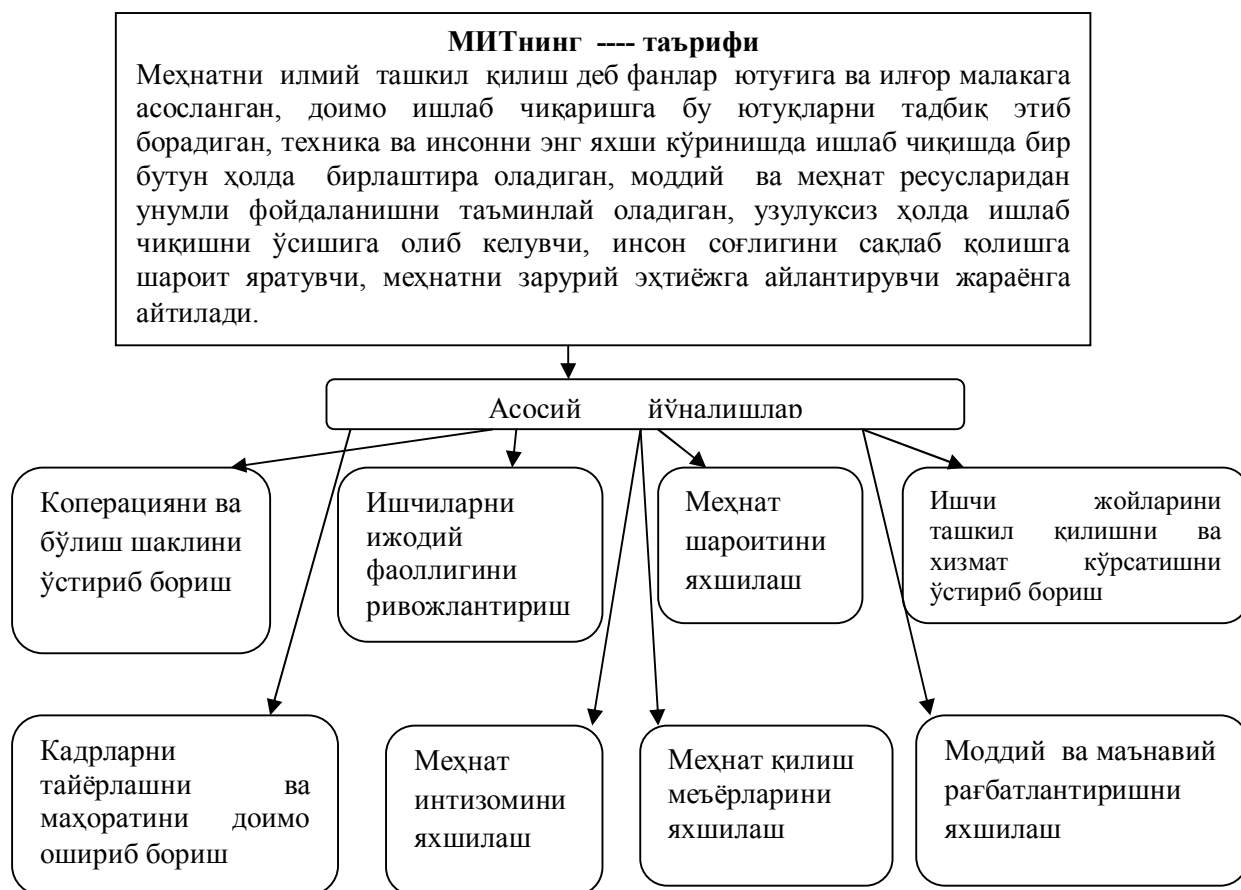 МИТнинг ---- таърифи
Меҳнатни илмий ташкил қилиш деб фанлар ютуғига ва илғор малакага
асосланган, доимо ишлаб чиқаришга бу ютуқларни тадбиқ этиб
борадиган, техника ва инсонни энг яхши кўринишда ишлаб чиқишда бир
бутун ҳолда бирлаштира оладиган, моддий ва меҳнат ресусларидан
унумли фойдаланишни таъминлай оладиган, узулуксиз ҳолда ишлаб
чиқишни ўсишига олиб келувчи, инсон соғлигини сақлаб қолишга
шароит яратувчи, меҳнатни зарурий эҳтиёжга айлантирувчи жараёнга
айтилади.
Асосий йўналишлар
Коперацияни ва
бўлиш шаклини
ўстириб бориш
Ишчиларни
ижодий
фаоллигини
ривожлантириш
Меҳнат
шароитини
яхшилаш
Ишчи жойларини
ташкил қилишни ва
хизмат кўрсатишни
ўстириб бориш
Кадрларни
тайёрлашни ва
маҳоратини доимо
ошириб бориш
Меҳнат
интизомини
яхшилаш
Меҳнат қилиш
меъёрларини
яхшилаш
Моддий ва маънавий
рағбатлантиришни
яхшилаш